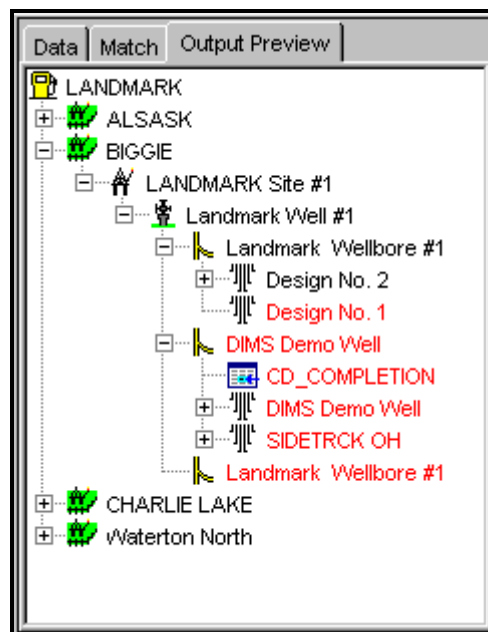 Data Match Output Preview
LANDMARK
ALSASK
BIGGIE
LANDMARK Site #1
Landmark Well #1
Landmark Wellbore #1
Design No. 2
Design No. 1
DIMS Demo Well
CD_COMPLETION
DIMS Demo Well
SIDETRCK OH
Landmark Wellbore #1
CHARLIE LAKE
Waterton North